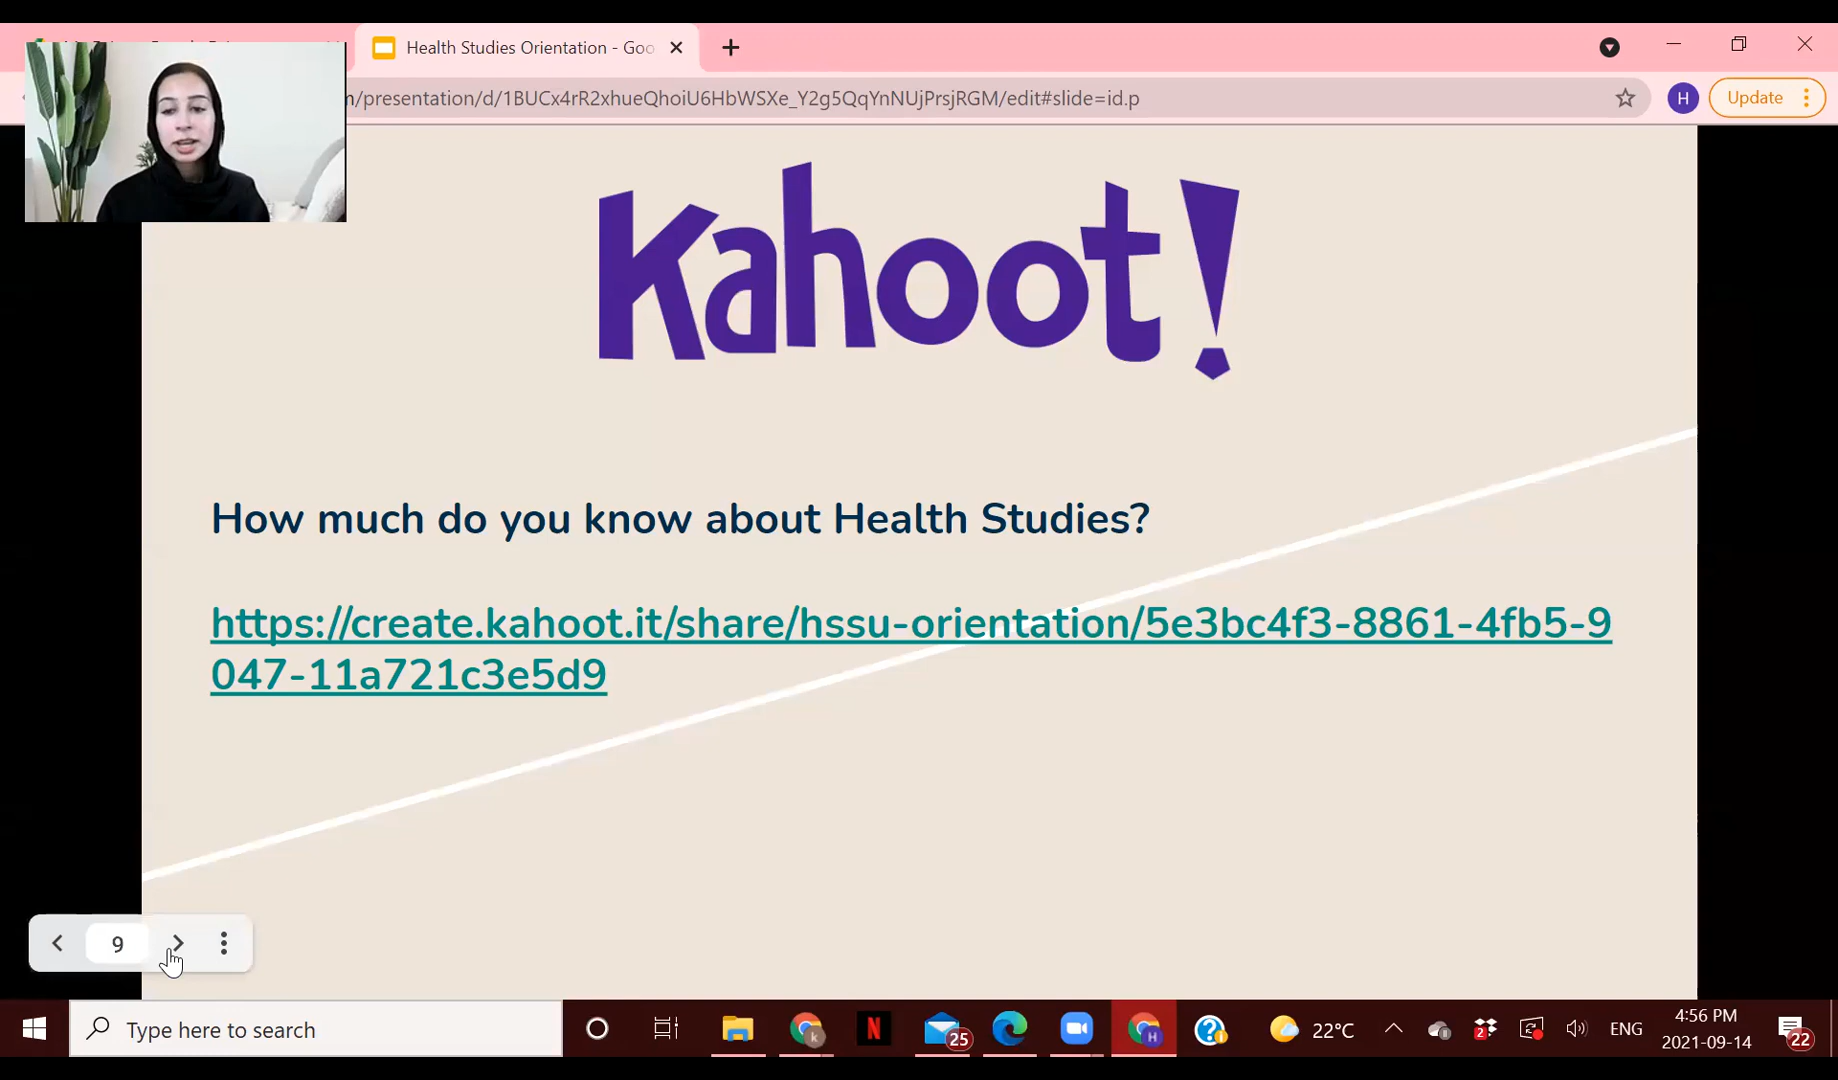 Health Studies Orientation - Goo
/presentation/d/1BUCx4rR2xhueQhoiU6HbWSXe_Y2g5QqYnNUjPrsjRGM/edit#slide=id.p
H
Update
Kahoot!
How much do you know about Health Studies?
https://create.kahoot.it/share/hssu-orientation/5e3bc4f3-8861-4fb5-9
047-11a721c3e5d9
9
Type here to search
k
N
25
H
22°C
2
ENG
4:56 PM
2021-09-14
22